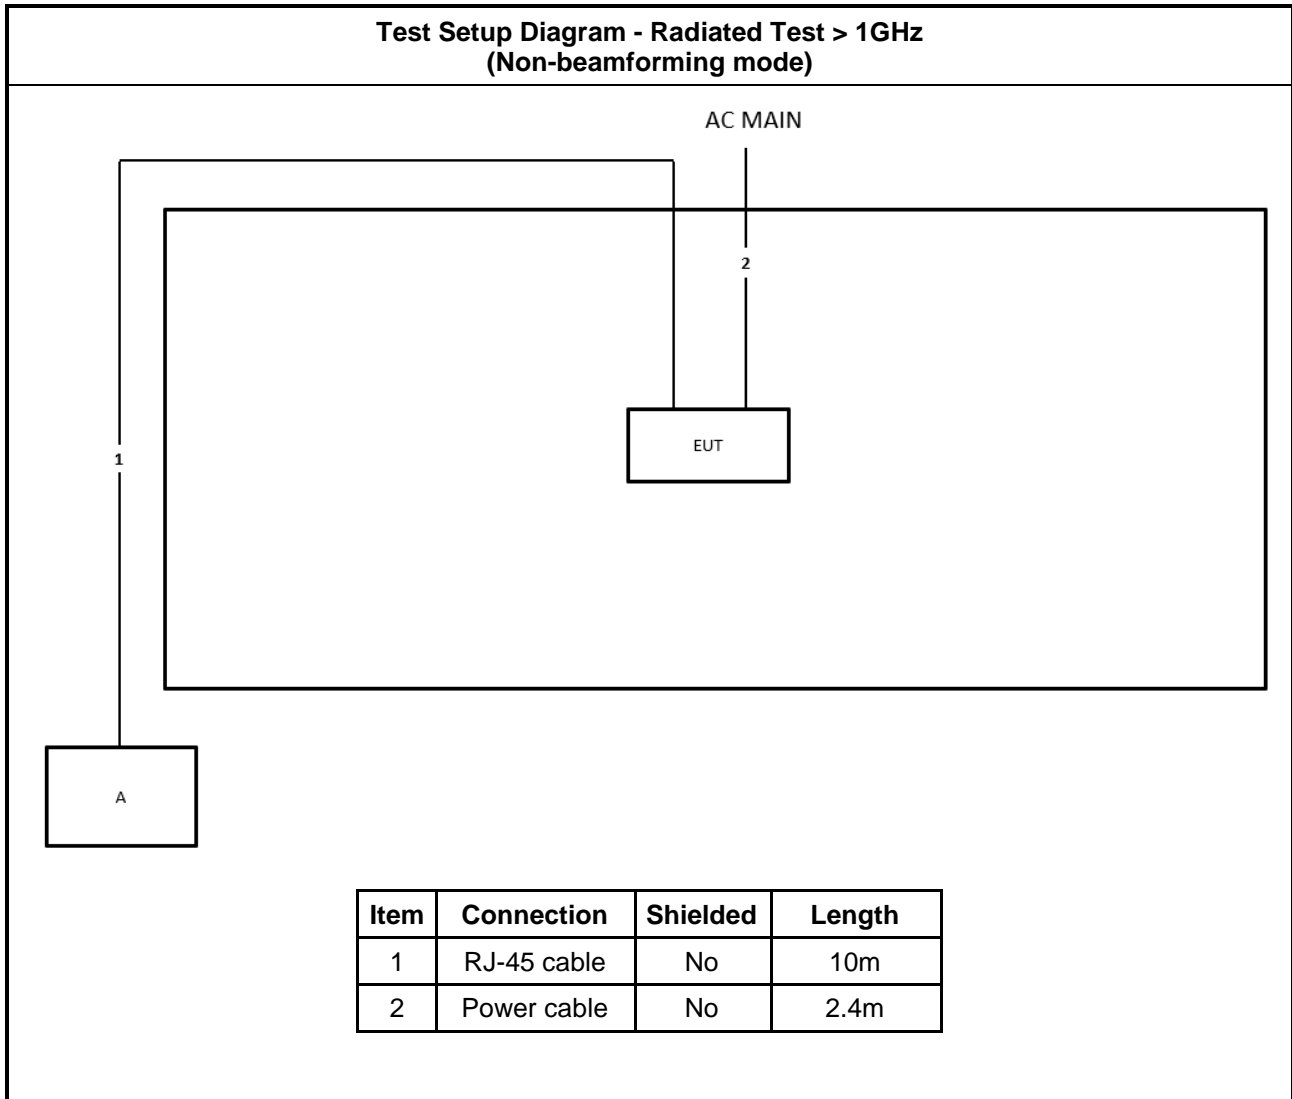 Test Setup Diagram - Radiated Test > 1GHz
(Non-beamforming mode)
AC MAIN
2
1
EUT
A
Item Connection Shielded Length
1 RJ-45 cable No 10m
2 Power cable No 2.4m